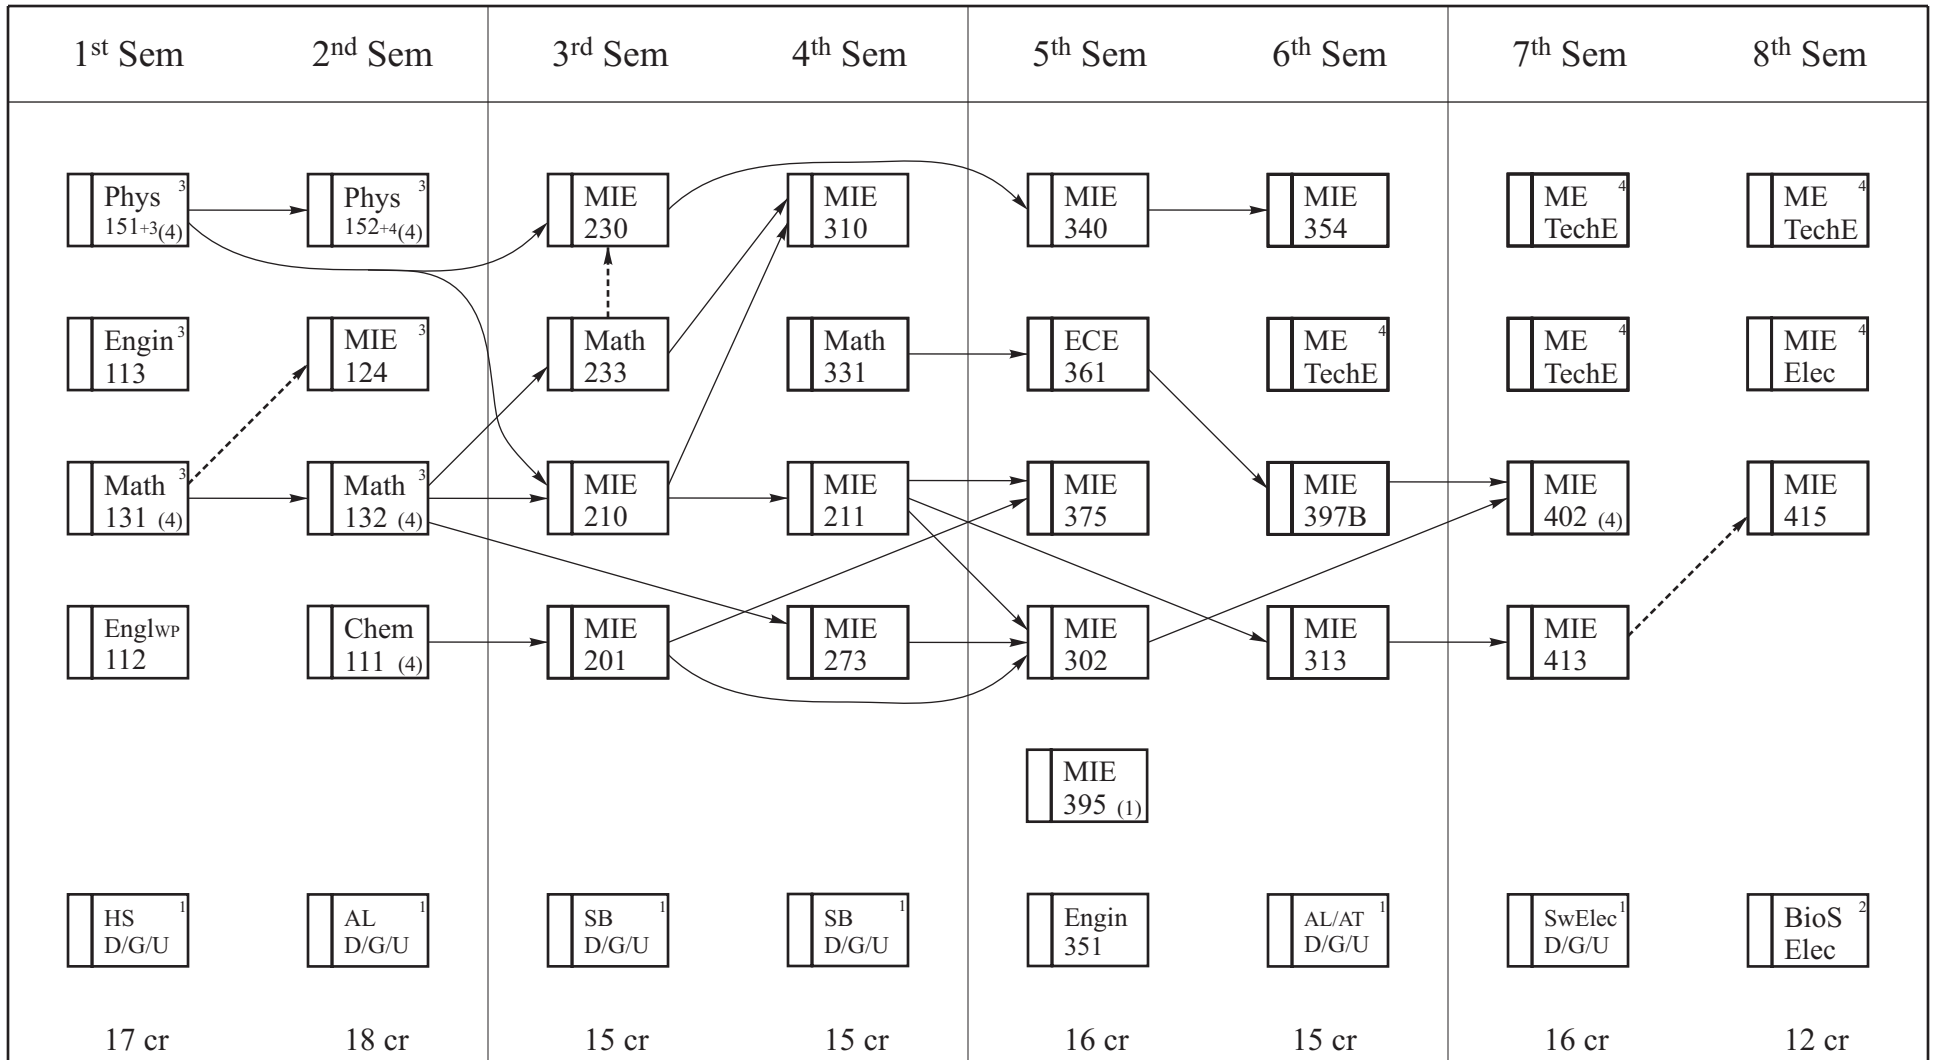 1st Sem 2nd Sem 3rd Sem 4th Sem 5th Sem 6th Sem 7th Sem 8th Sem
Phys 3 Phys 3 MIE MIE MIE MIE ME 4 ME 4
151+3(4) 152+4(4) 230 310 340 354 TechE TechE
Engin 3 MIE 3 Math Math ECE ME 4 ME 4 MIE 4
113 124 233 331 361 TechE TechE Elec
Math 3 Math 3 MIE MIE MIE MIE MIE MIE
131 (4) 132 (4) 210 211 375 397B 402 (4) 415
EnglWP Chem MIE MIE MIE MIE MIE
112 111 (4) 201 273 302 313 413
MIE
395 (1)
HS 1 AL 1 SB 1 SB 1 Engin AL/AT 1 SwElec 1 BioS 2
D/G/U D/G/U D/G/U D/G/U 351 D/G/U D/G/U Elec
17 cr 18 cr 15 cr 15 cr 16 cr 15 cr 16 cr 12 cr